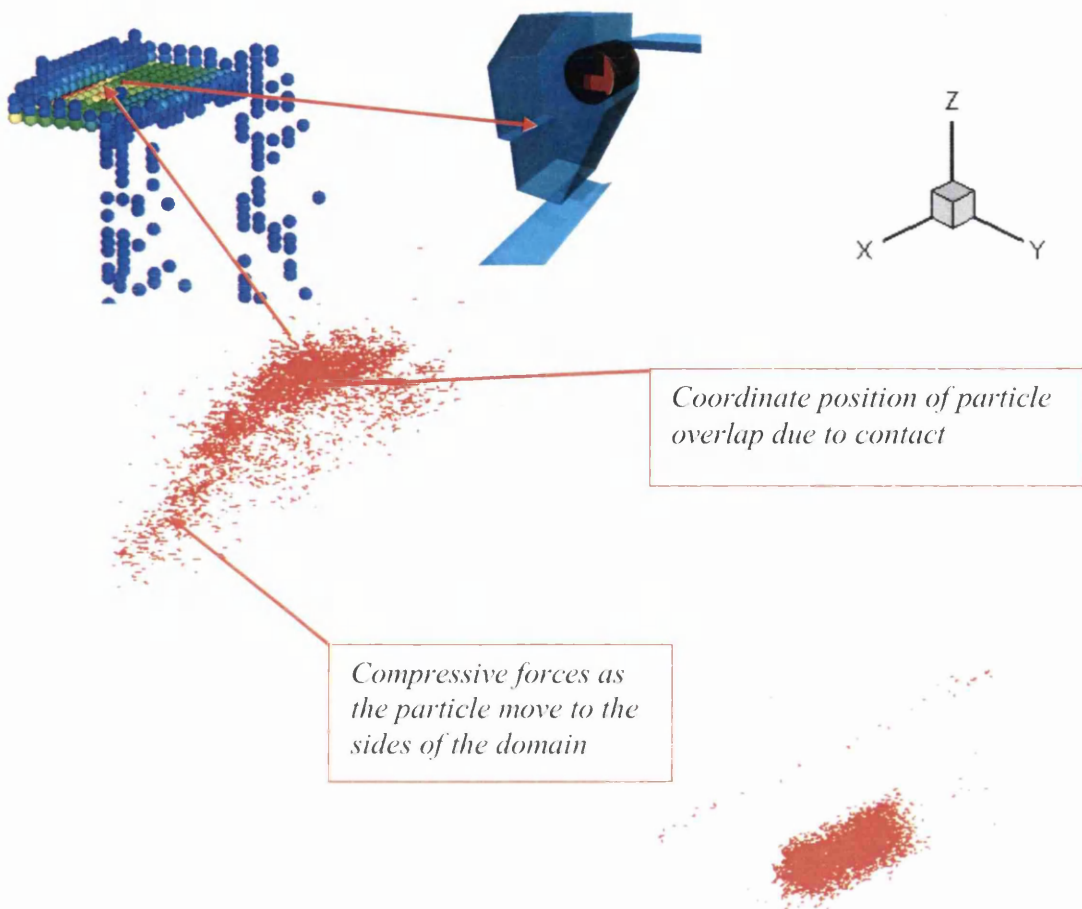 Z
X
Y
Coordinate position of particle
overlap due to contact
Compressive forces as
the particle move to the
sides of the domain